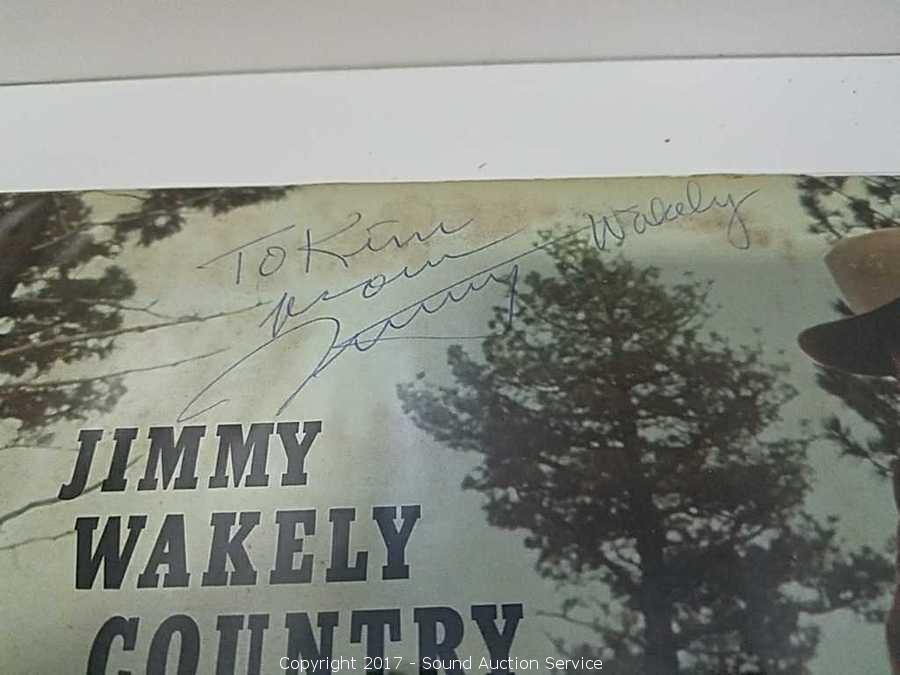 To Kim
From
Jimmy Wakely
JIMMY
WAKELY
COUNTRY
Copyright 2017 - Sound Auction Service